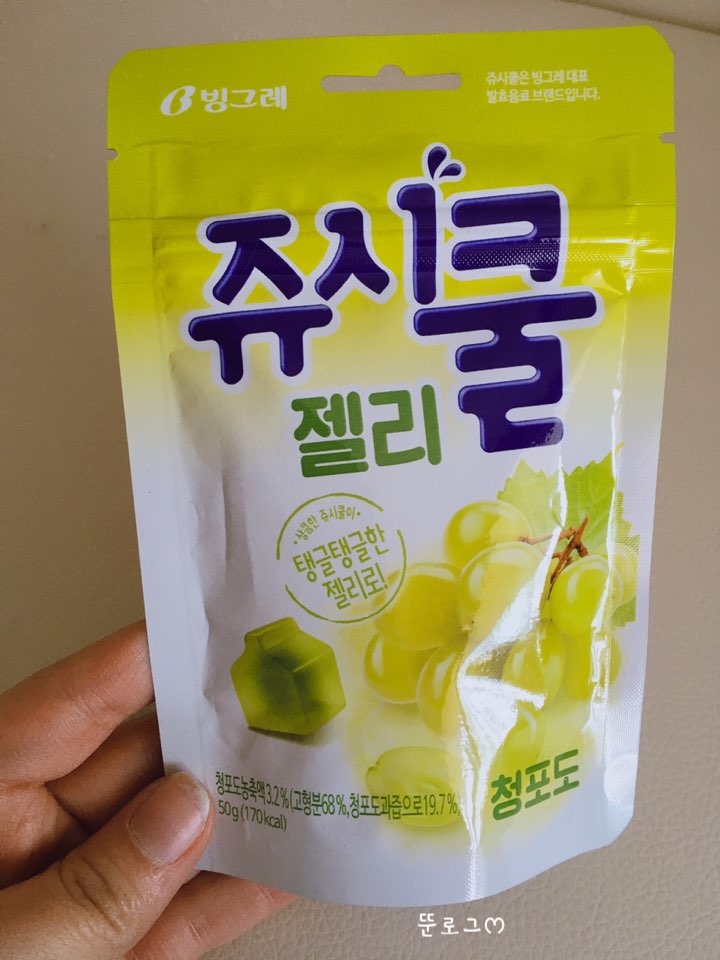 빙그레
쥬시쿨은 빙그레 대표
발효음료 브랜드입니다.
쥬시쿨
젤리
• 상큼한 쥬시쿨이 •
탱글탱글한
젤리로!
청포도농축액3.2%(고형분68%,청포도과즙으로19.7%)
50g(170kcal)
청포도
뚠로그